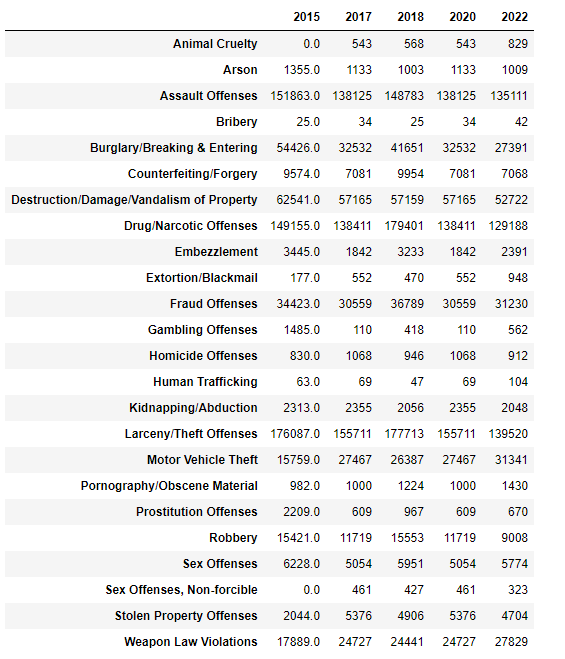 2015 2017 2018 2020 2022
Animal Cruelty 0.0 543 568 543 829
Arson 1355.0 1133 1003 1133 1009
Assault Offenses 151863.0 138125 148783 138125 135111
Bribery 25.0 34 25 34 42
Burglary/Breaking & Entering 54426.0 32532 41651 32532 27391
Counterfeiting/Forgery 9574.0 7081 9954 7081 7068
Destruction/Damage/Vandalism of Property 62541.0 57165 57159 57165 52722
Drug/Narcotic Offenses 149155.0 138411 179401 138411 129188
Embezzlement 3445.0 1842 3233 1842 2391
Extortion/Blackmail 177.0 552 470 552 948
Fraud Offenses 34423.0 30559 36789 30559 31230
Gambling Offenses 1485.0 110 418 110 562
Homicide Offenses 830.0 1068 946 1068 912
Human Trafficking 63.0 69 47 69 104
Kidnapping/Abduction 2313.0 2355 2056 2355 2048
Larceny/Theft Offenses 176087.0 155711 177713 155711 139520
Motor Vehicle Theft 15759.0 27467 26387 27467 31341
Pornography/Obscene Material 982.0 1000 1224 1000 1430
Prostitution Offenses 2209.0 609 967 609 670
Robbery 15421.0 11719 15553 11719 9008
Sex Offenses 6228.0 5054 5951 5054 5774
Sex Offenses, Non-forcible 0.0 461 427 461 323
Stolen Property Offenses 2044.0 5376 4906 5376 4704
Weapon Law Violations 17889.0 24727 24441 24727 27829